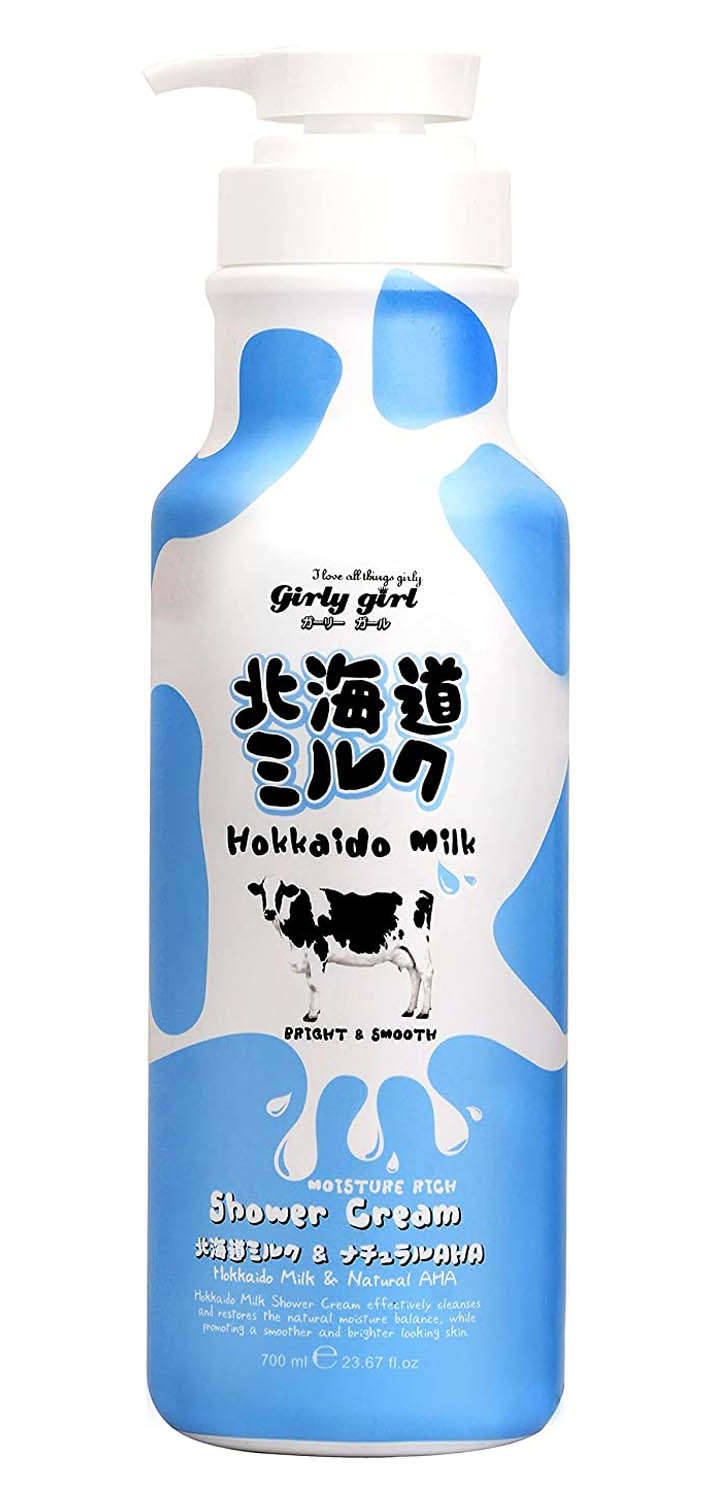 I love all things girly
Girly girl
ガーリー ガール
北海道
ミルク
Hokkaido Milk
BRIGHT & SMOOTH
MOISTURE RICH
Shower Cream
北海道ミルク & ナチュラルAHA
Hokkaido Milk & Natural AHA
Hokkaido Milk Shower Cream effectively cleanses
and restores the natural moisture balance, while
promoting a smoother and brighter looking skin
700 ml ℮ 23.67 fl.oz